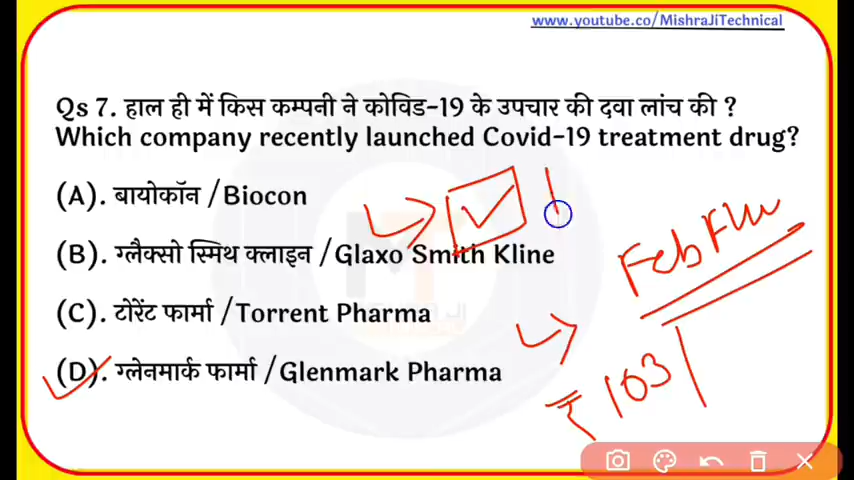 www.youtube.co/MishraJiTechnical
Qs 7. हाल ही में किस कम्पनी ने कोविड-19 के उपचार की दवा लांच की ?
Which company recently launched Covid-19 treatment drug?
(A). बायोकॉन /Biocon
(B). ग्लैक्सो स्मिथ क्लाइन /Glaxo Smith Kline
(C). टोरेंट फार्मा /Torrent Pharma
(D). ग्लेनमार्क फार्मा /Glenmark Pharma
FebFlu
₹ 103/